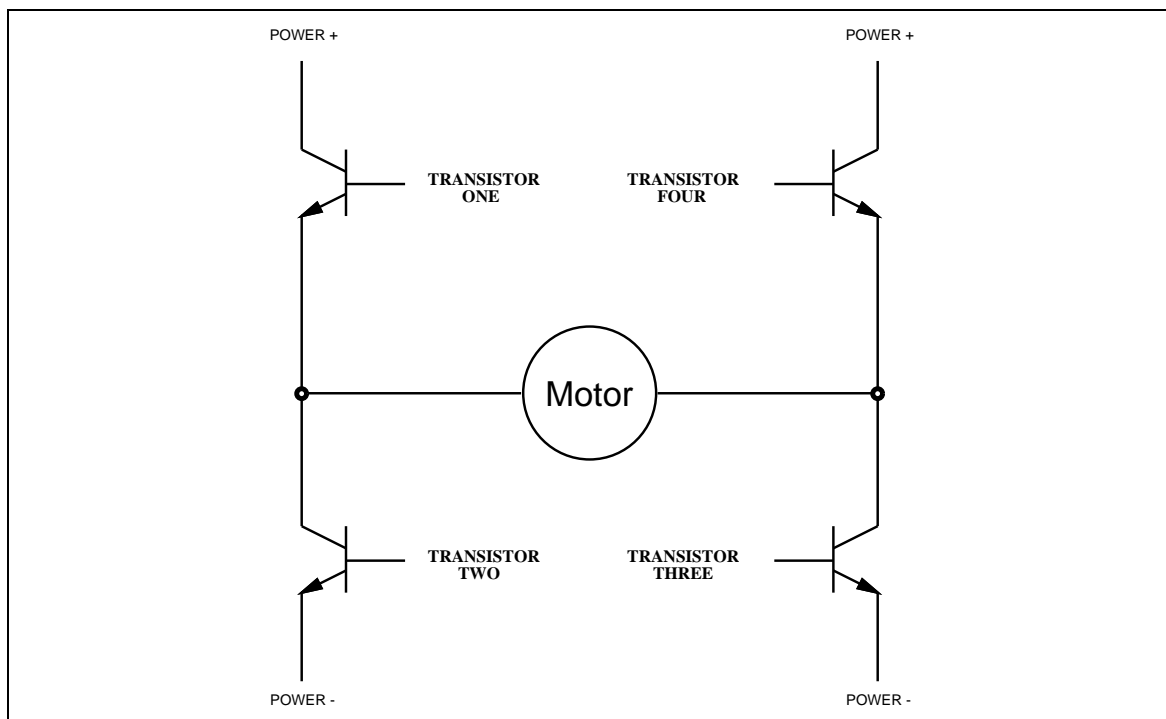 POWER +
POWER +
TRANSISTOR
ONE
TRANSISTOR
FOUR
Motor
TRANSISTOR
TWO
TRANSISTOR
THREE
POWER -
POWER -